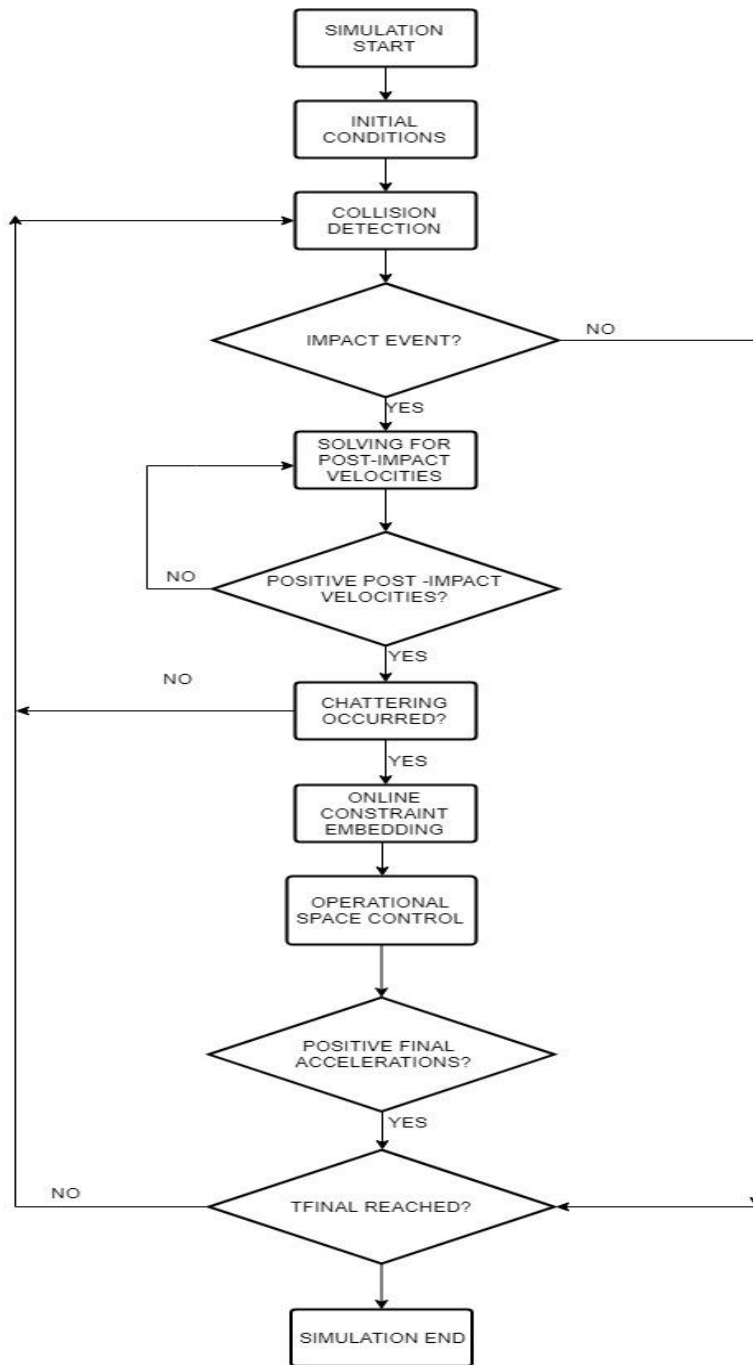 SIMULATION
START
INITIAL
CONDITIONS
COLLISION
DETECTION
IMPACT EVENT?
NO
YES
SOLVING FOR
POST-IMPACT
VELOCITIES
POSITIVE POST -IMPACT
VELOCITIES?
NO
YES
CHATTERING
OCCURRED?
NO
YES
ONLINE
CONSTRAINT
EMBEDDING
OPERATIONAL
SPACE CONTROL
POSITIVE FINAL
ACCELERATIONS?
YES
TFINAL REACHED?
NO
SIMULATION END